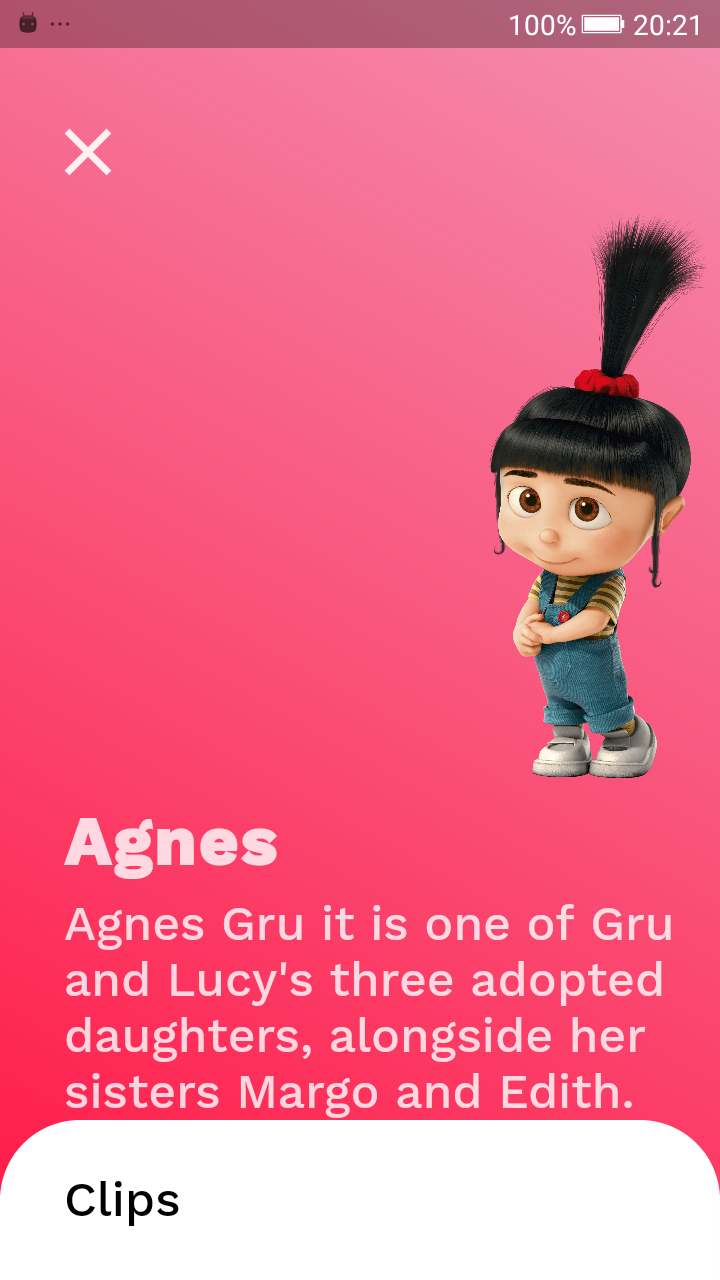 100% 20:21
Agnes
Agnes Gru it is one of Gru
and Lucy's three adopted
daughters, alongside her
sisters Margo and Edith.
Clips